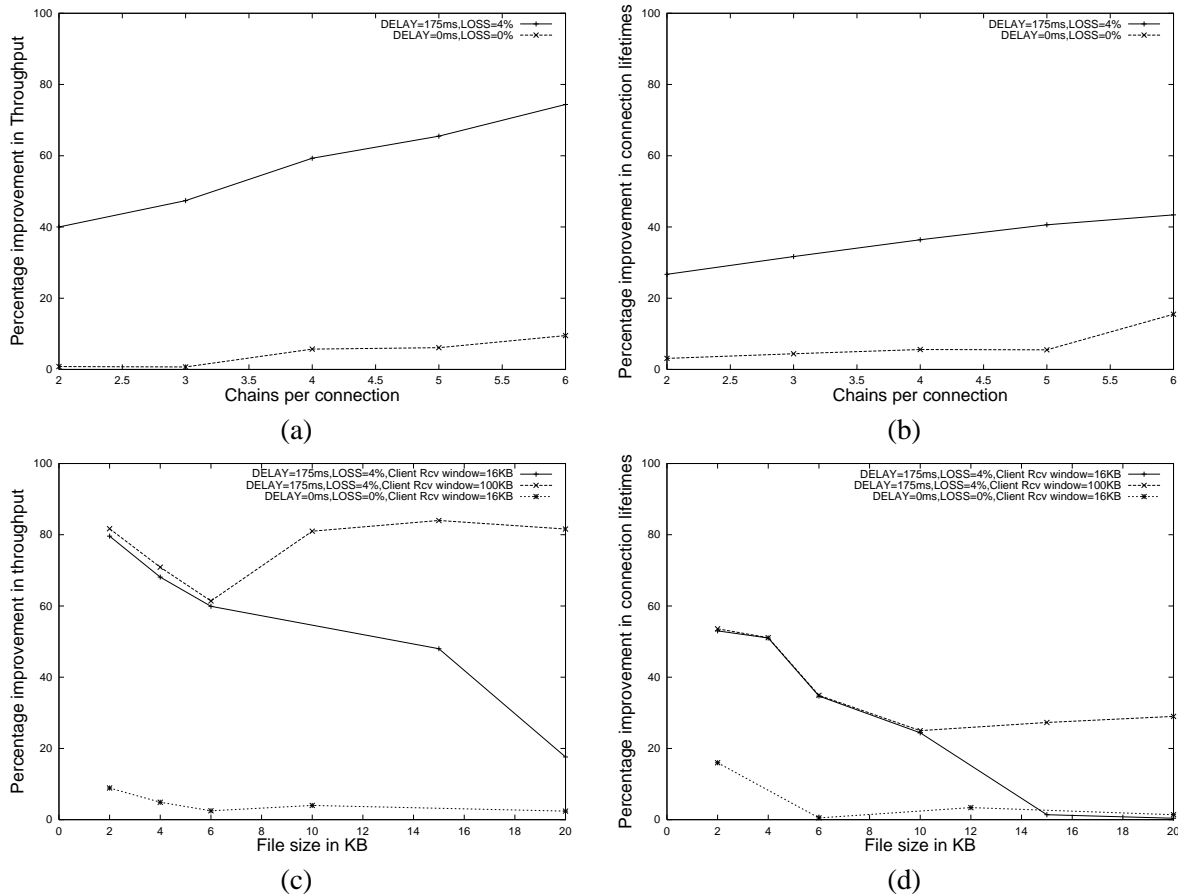 Percentage improvement in Throughput
100
80
60
40
20
0
DELAY=175ms,LOSS=4%
DELAY=0ms,LOSS=0%
2 2.5 3 3.5 4 4.5 5 5.5 6
Chains per connection
(a)
Percentage improvement in connection lifetimes
100
80
60
40
20
0
DELAY=175ms,LOSS=4%
DELAY=0ms,LOSS=0%
2 2.5 3 3.5 4 4.5 5 5.5 6
Chains per connection
(b)
Percentage improvement in throughput
100
80
60
40
20
0
DELAY=175ms,LOSS=4%,Client Rcv window=16KB
DELAY=175ms,LOSS=4%,Client Rcv window=100KB
DELAY=0ms,LOSS=0%,Client Rcv window=16KB
0 2 4 6 8 10 12 14 16 18 20
File size in KB
(c)
Percentage improvement in connection lifetimes
100
80
60
40
20
0
DELAY=175ms,LOSS=4%,Client Rcv window=16KB
DELAY=175ms,LOSS=4%,Client Rcv window=100KB
DELAY=0ms,LOSS=0%,Client Rcv window=16KB
0 2 4 6 8 10 12 14 16 18 20
File size in KB
(d)